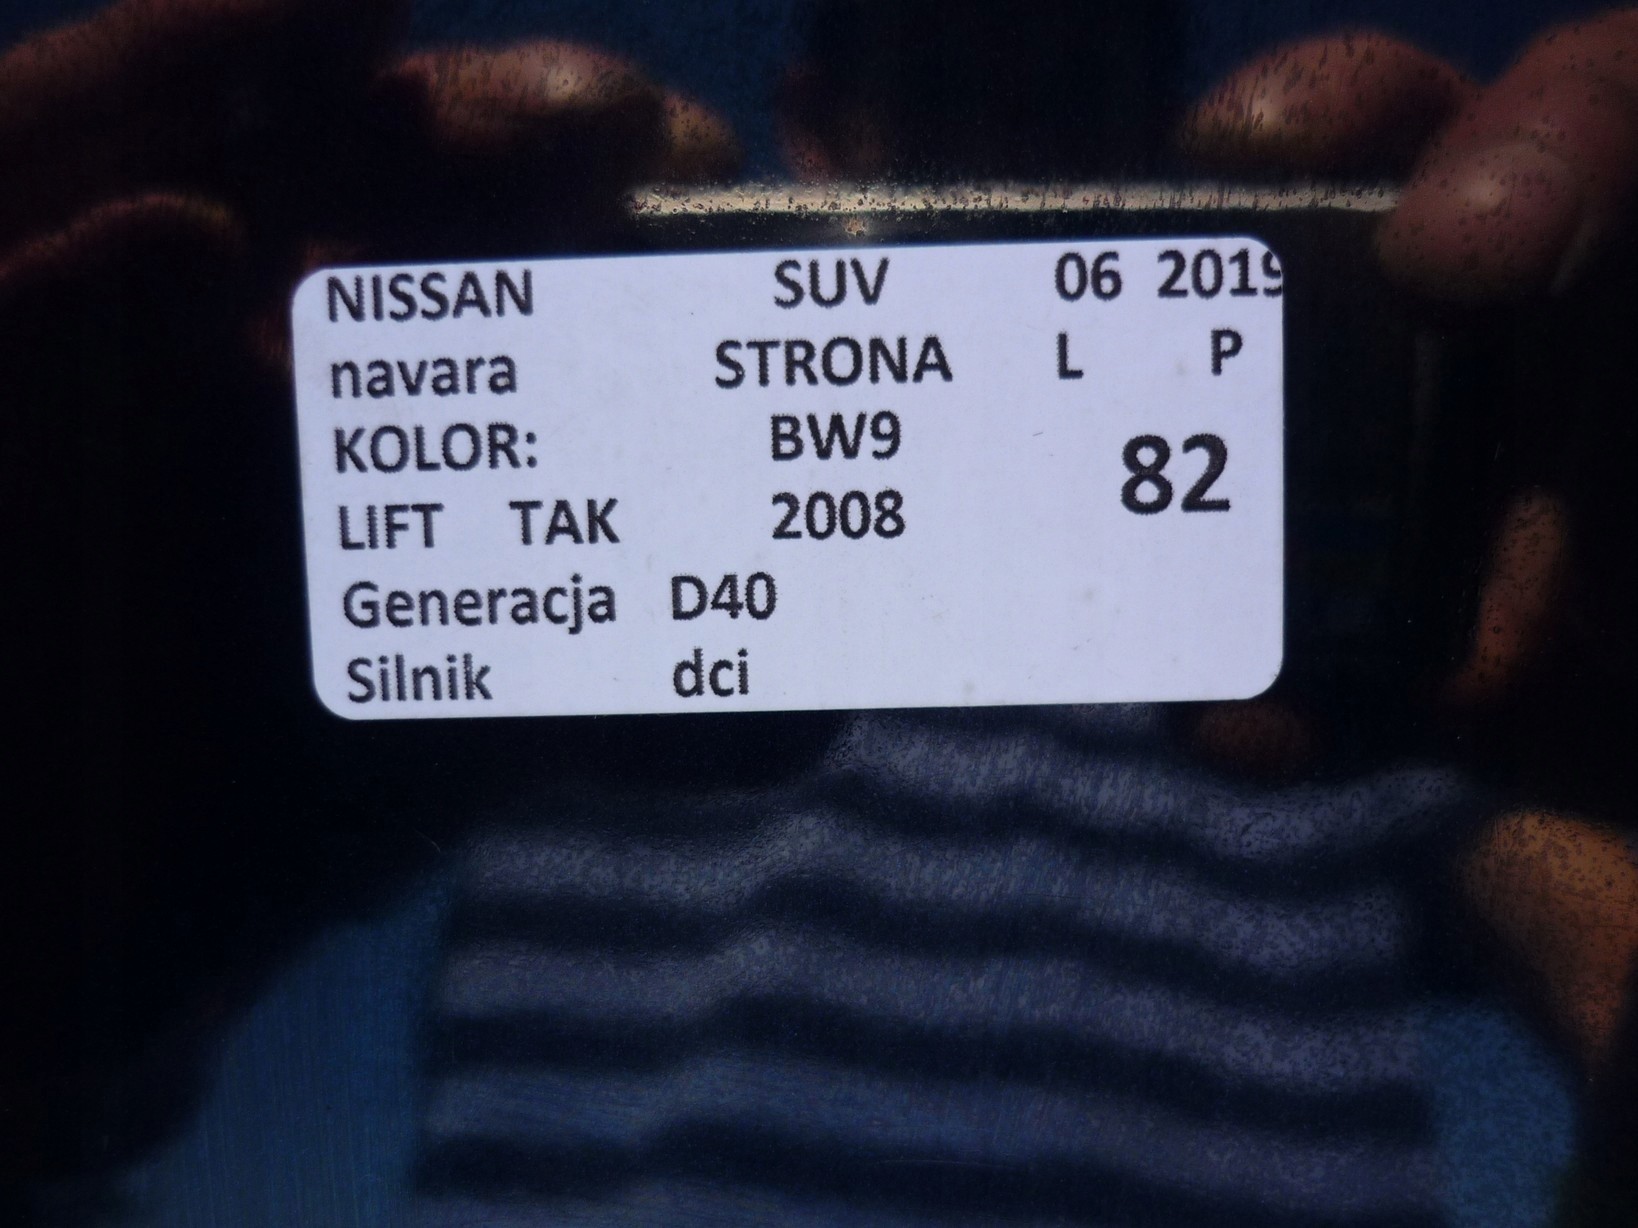 NISSAN SUV 06 2019
navara STRONA L P
KOLOR: BW9 82
LIFT TAK 2008
Generacja D40
Silnik dci